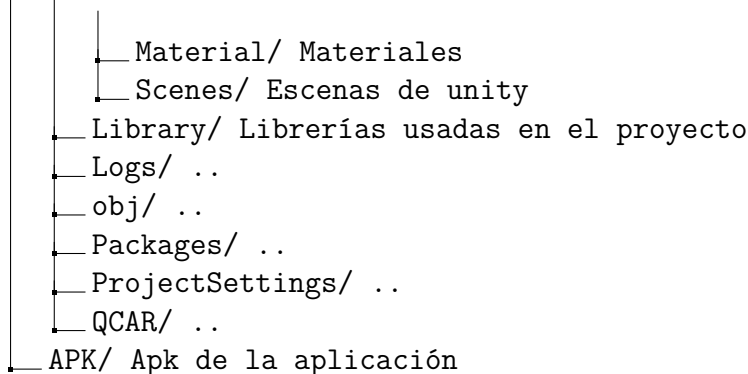 Material/ Materiales
Scenes/ Escenas de unity
Library/ Librerías usadas en el proyecto
Logs/ ..
obj/ ..
Packages/ ..
ProjectSettings/ ..
QCAR/ ..
APK/ Apk de la aplicación